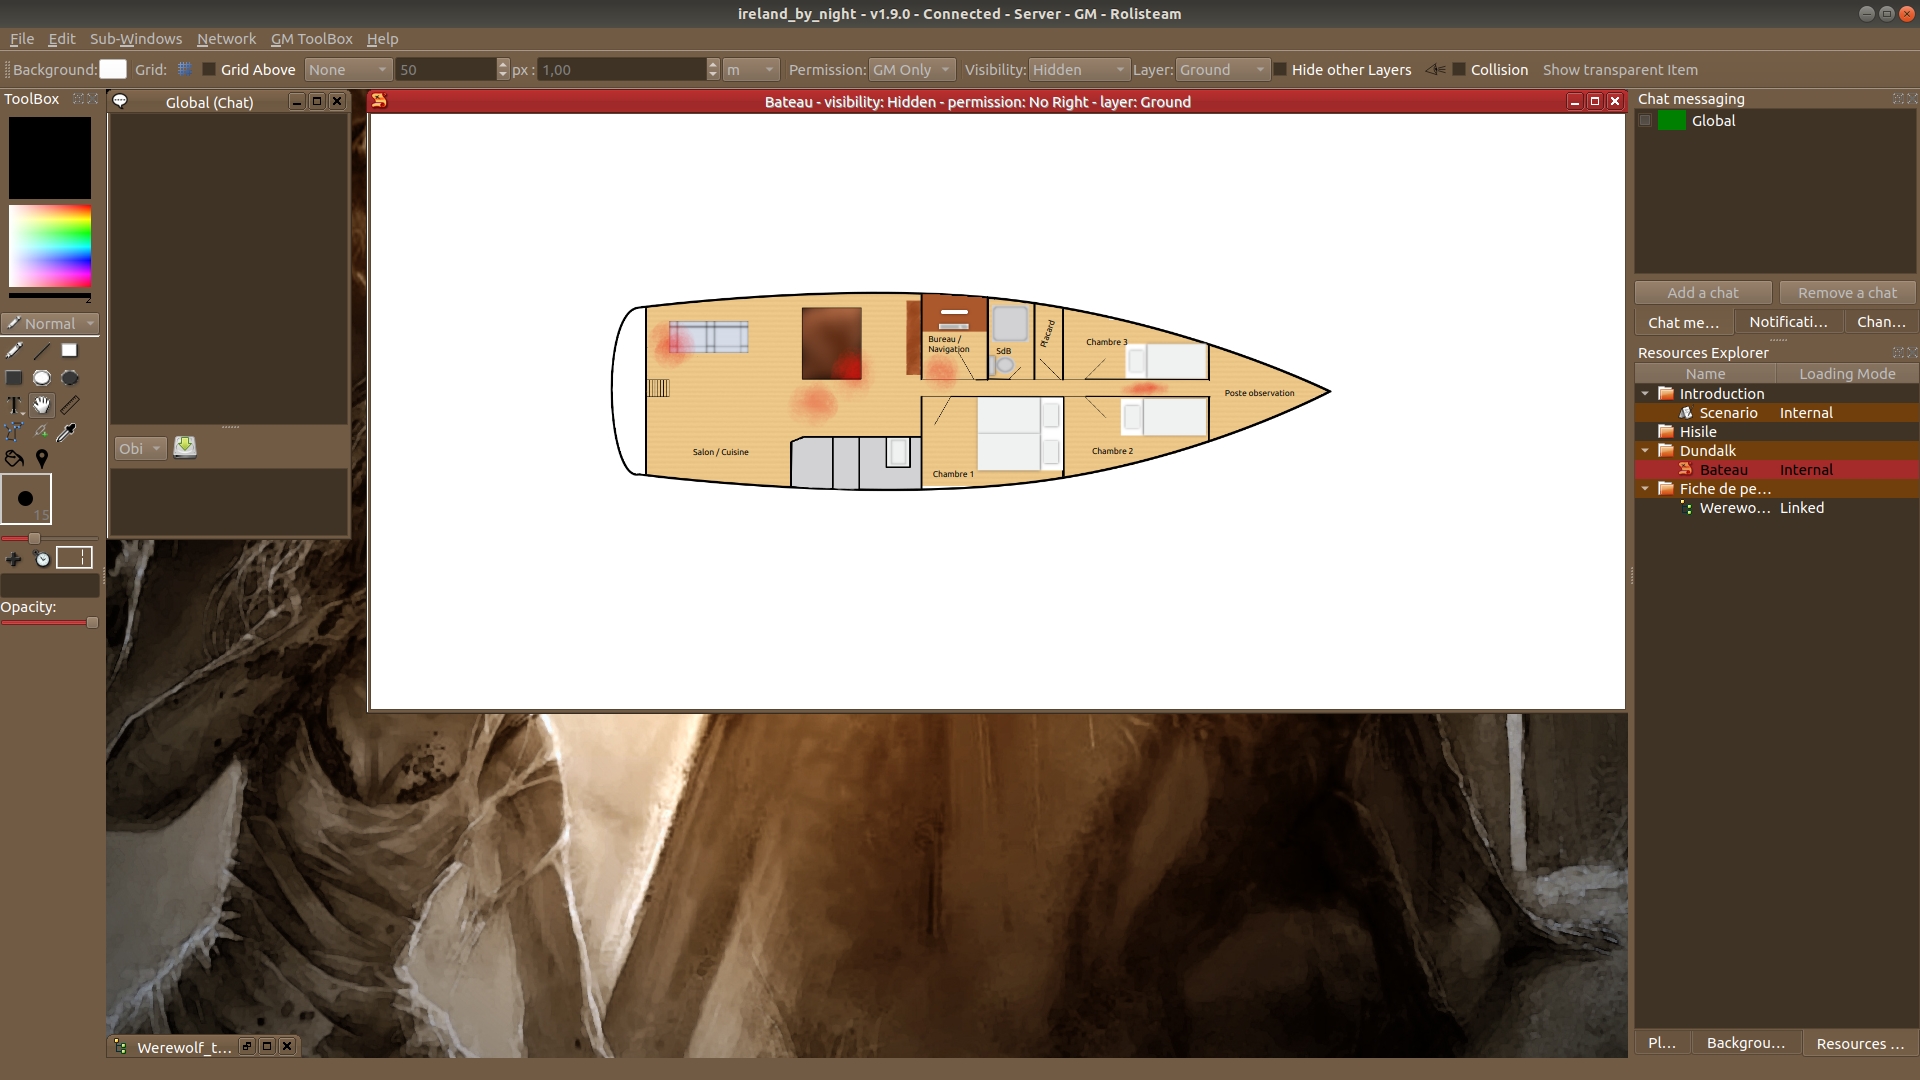 ireland_by_night - v1.9.0 - Connected - Server - GM - Rolisteam
File Edit Sub-Windows Network GM ToolBox Help
Background: Grid: Grid Above None 50 px : 1,00 m Permission: GM Only Visibility: Hidden Layer: Ground Hide other Layers Collision Show transparent Item
ToolBox
2
Normal
15
Opacity:
Global (Chat)
Obi
Bateau - visibility: Hidden - permission: No Right - layer: Ground
Bureau /
Navigation
SdB
Placard
Chambre 3
Poste observation
Salon / Cuisine
Chambre 1
Chambre 2
Werewolf_t...
Chat messaging
Global
Add a chat Remove a chat
Chat me... Notificati... Chan...
Resources Explorer
Name Loading Mode
Introduction
Scenario Internal
Hisile
Dundalk
Bateau Internal
Fiche de pe...
Werewo... Linked
Pl... Backgrou... Resources ...